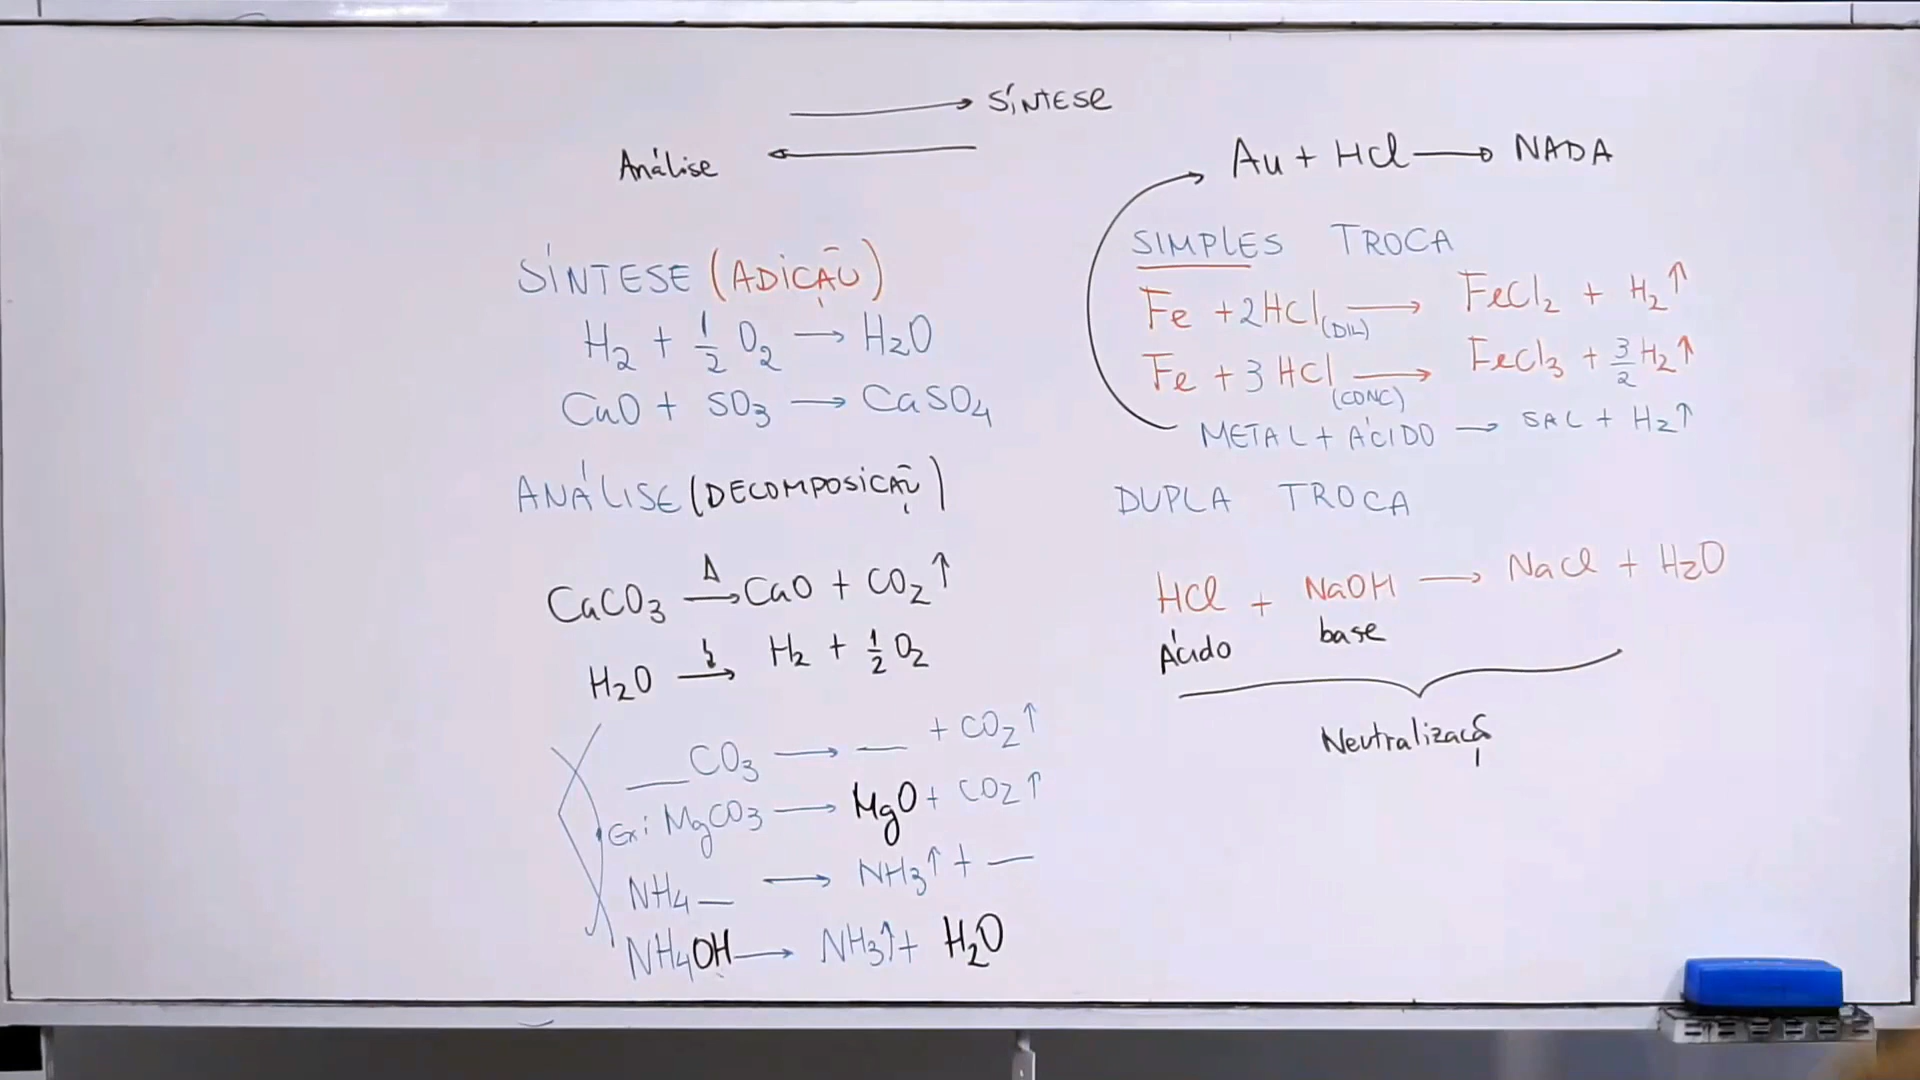 SÍNTESE
Análise
SÍNTESE (ADIÇÃO)
H₂ + 1/2 O₂ → H₂O
CaO + SO₃ → CaSO₄
ANÁLISE (DECOMPOSIÇÃO)
CaCO₃ —Δ→ CaO + CO₂↑
H₂O → H₂ + 1/2 O₂
__CO₃ → __ + CO₂↑
Ex: MgCO₃ → MgO + CO₂↑
NH₄__ → NH₃↑ + __
NH₄OH → NH₃↑ + H₂O
Au + HCl → NADA
SIMPLES TROCA
Fe + 2HCl (DIL) → FeCl₂ + H₂↑
Fe + 3HCl (CONC) → FeCl₃ + 3/2 H₂↑
METAL + ÁCIDO → SAL + H₂↑
DUPLA TROCA
HCl + NaOH → NaCl + H₂O
Ácido base
Neutralizaç